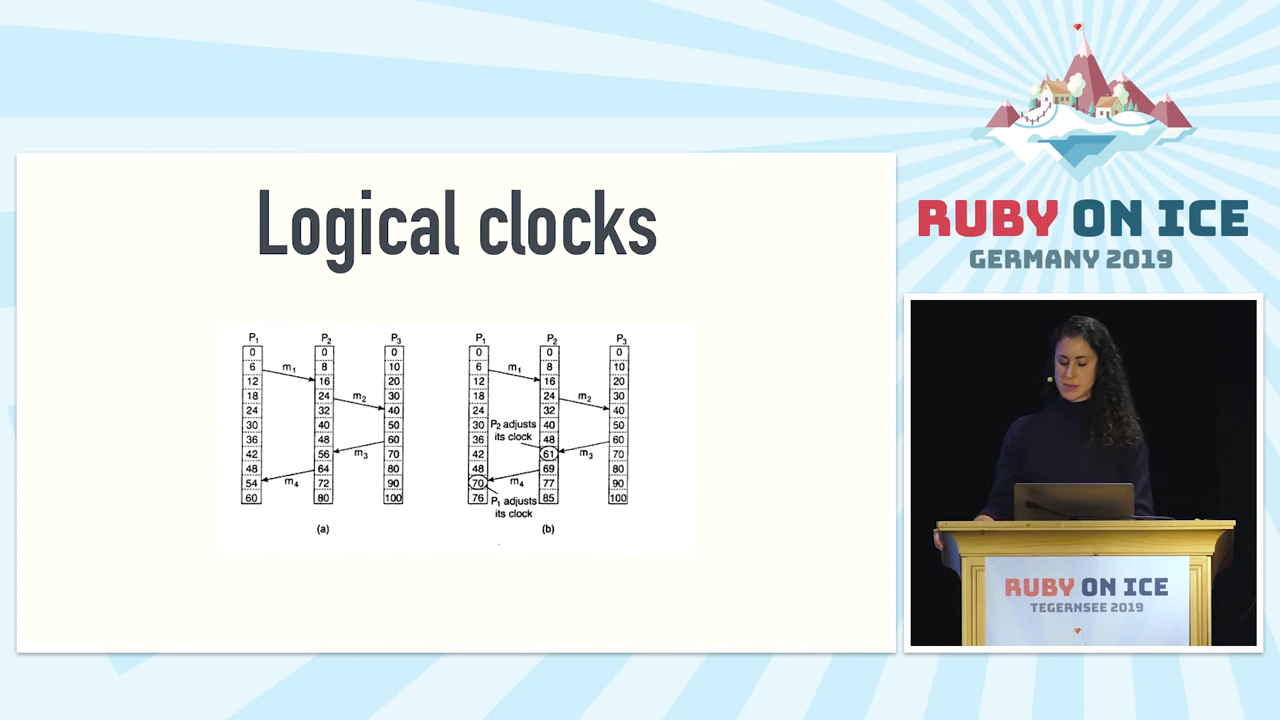 RUBY ON ICE
GERMANY 2019
Logical clocks
P1 P2 P3 P1 P2 P3
0 0 0 0 0 0
6 8 10 6 8 10
m1 m1
12 16 20 12 16 20
18 24 30 18 24 30
m2 m2
24 32 40 24 32 40
30 40 50 30 P2 adjusts 40 50
36 48 60 36 its clock 48 60
42 56 m3 70 42 61 m3 70
48 64 80 48 69 80
54 m4 72 90 70 m4 77 90
60 80 100 76 P1 adjusts 85 100
its clock
(a) (b)
RUBY ON ICE
TEGERNSEE 2019